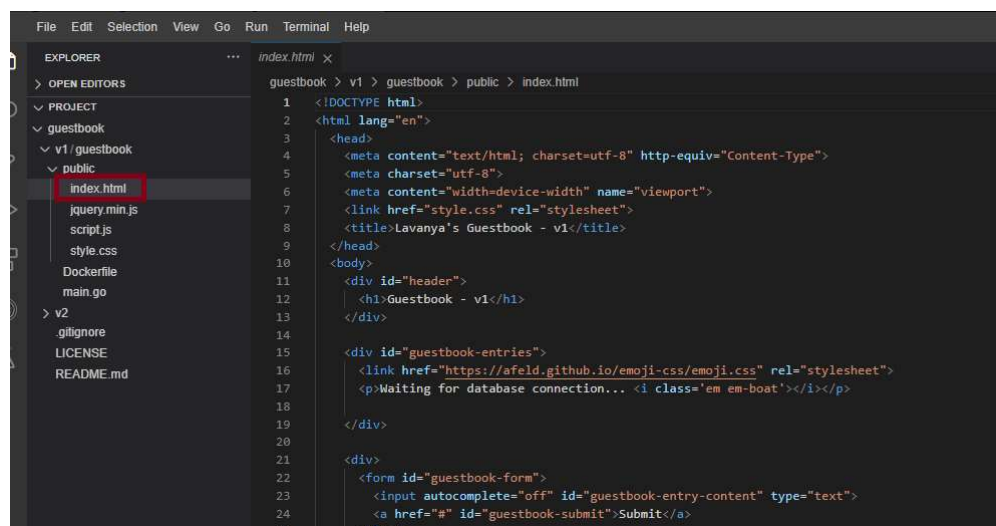 File Edit Selection View Go Run Terminal Help
EXPLORER ...
> OPEN EDITORS
PROJECT
guestbook
v1/guestbook
public
index.html
jquery.min.js
script.js
style.css
Dockerfile
main.go
> v2
.gitignore
LICENSE
README.md
index.html ×
guestbook > v1 > guestbook > public > index.html
1 <!DOCTYPE html>
2 <html lang="en">
3 <head>
4 <meta content="text/html; charset=utf-8" http-equiv="Content-Type">
5 <meta charset="utf-8">
6 <meta content="width=device-width" name="viewport">
7 <link href="style.css" rel="stylesheet">
8 <title>Lavanya's Guestbook - v1</title>
9 </head>
10 <body>
11 <div id="header">
12 <h1>Guestbook - v1</h1>
13 </div>
14
15 <div id="guestbook-entries">
16 <link href="https://afeld.github.io/emoji-css/emoji.css" rel="stylesheet">
17 <p>Waiting for database connection... <i class='em em-boat'></i></p>
18
19 </div>
20
21 <div>
22 <form id="guestbook-form">
23 <input autocomplete="off" id="guestbook-entry-content" type="text">
24 <a href="#" id="guestbook-submit">Submit</a>